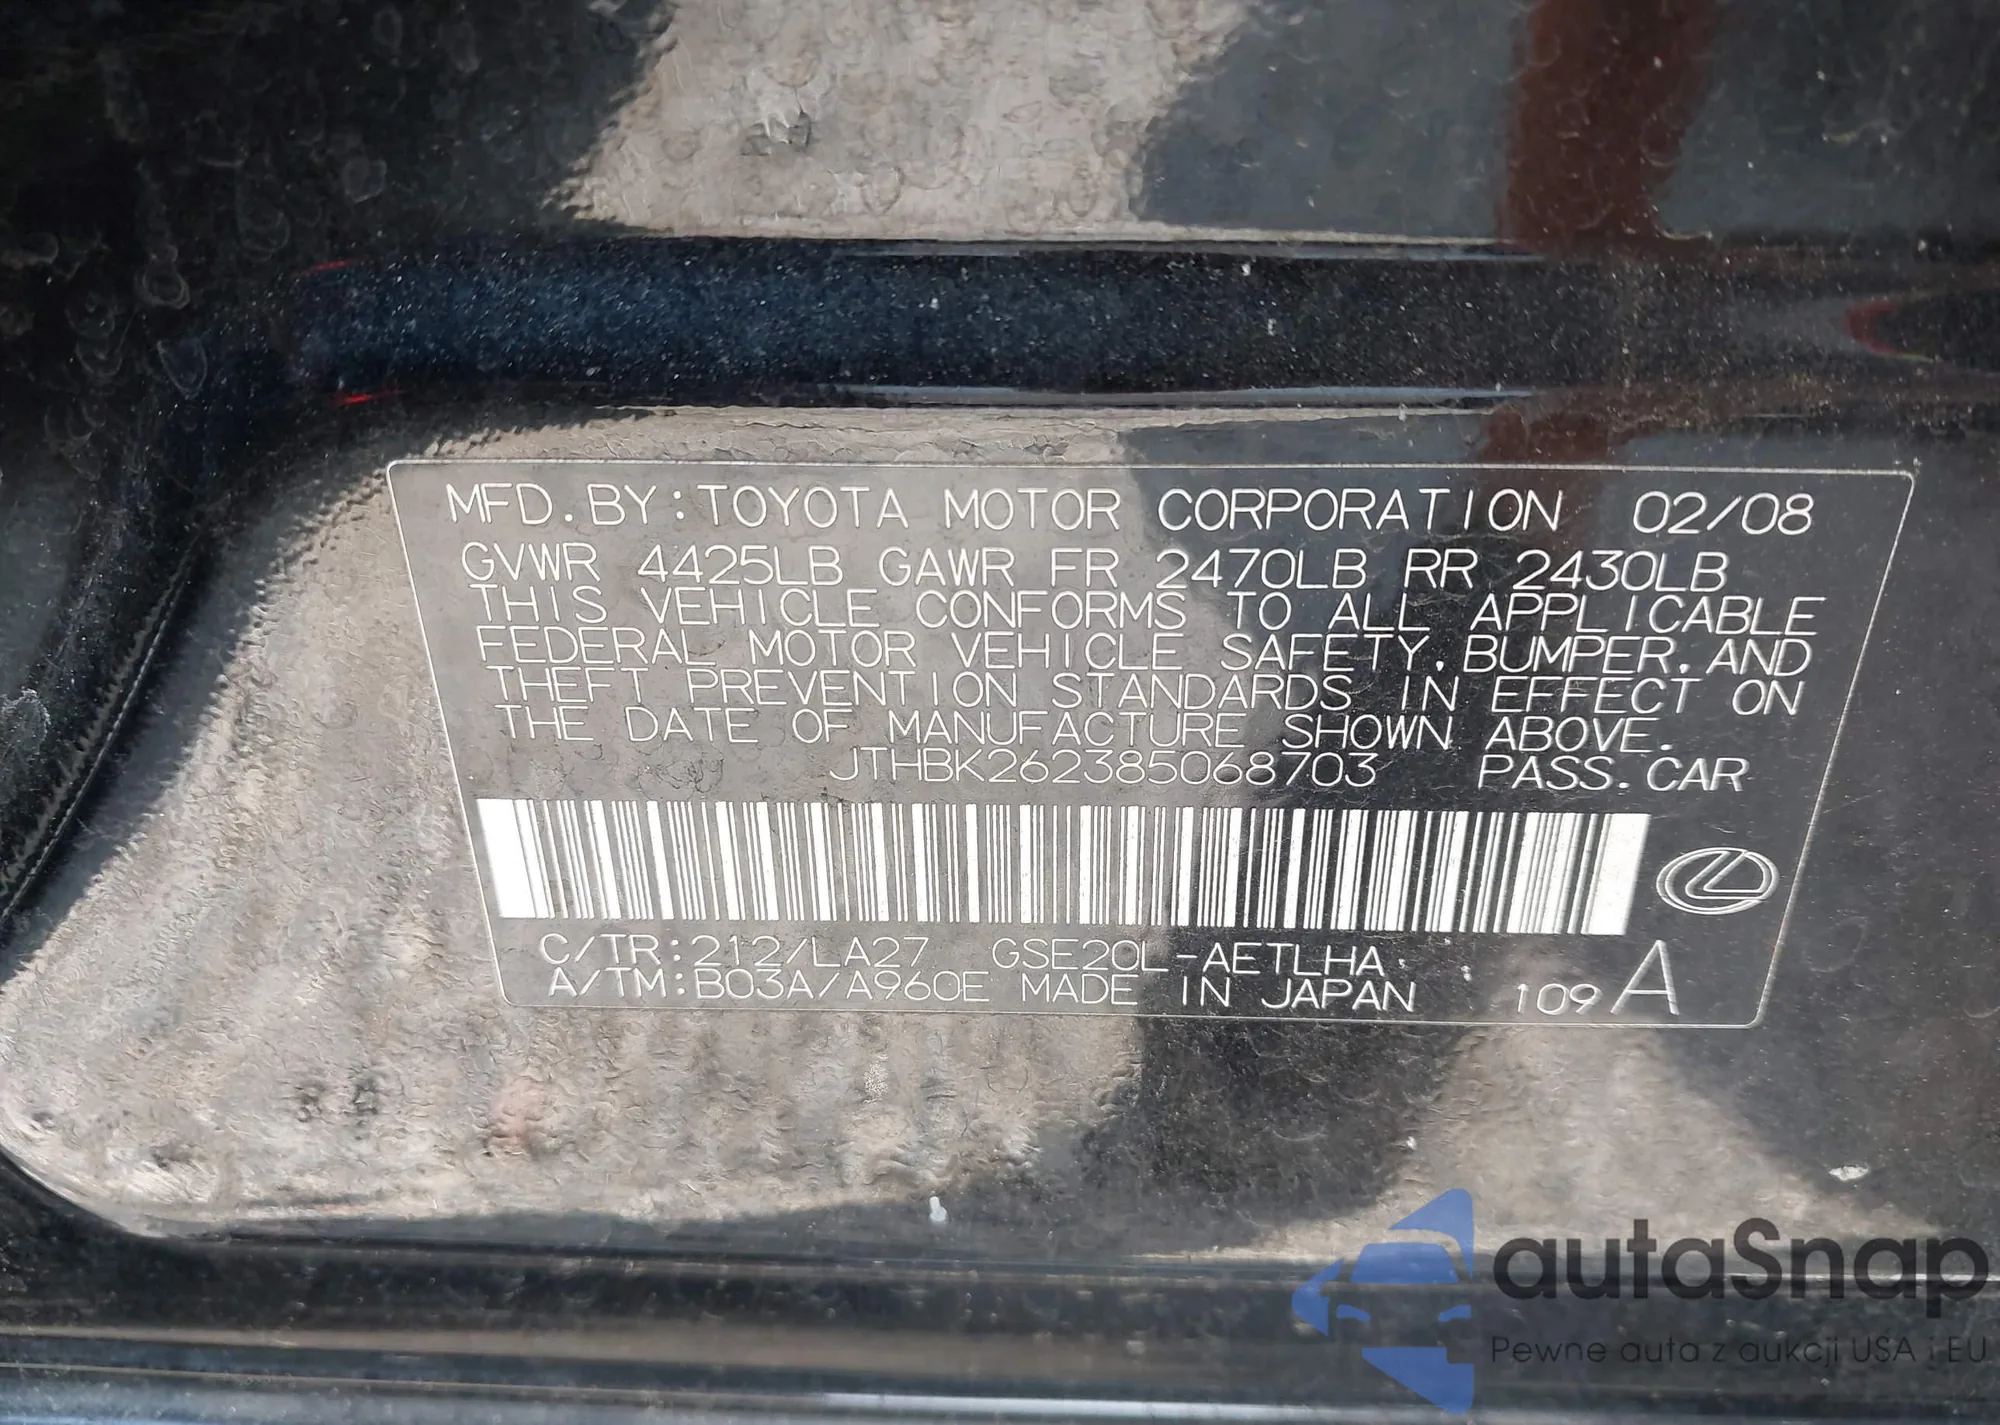 MFD. BY: TOYOTA MOTOR CORPORATION 02/08
GVWR 4425LB GAWR FR 2470LB RR 2430LB
THIS VEHICLE CONFORMS TO ALL APPLICABLE
FEDERAL MOTOR VEHICLE SAFETY, BUMPER, AND
THEFT PREVENTION STANDARDS IN EFFECT ON
THE DATE OF MANUFACTURE SHOWN ABOVE.
JTHBK262385068703 PASS. CAR
C/TR: 212/LA27 GSE20L-AETLHA
A/TM: B03A/A960E MADE IN JAPAN 109 A
autaSnap
Pewne auta z aukcji USA i EU